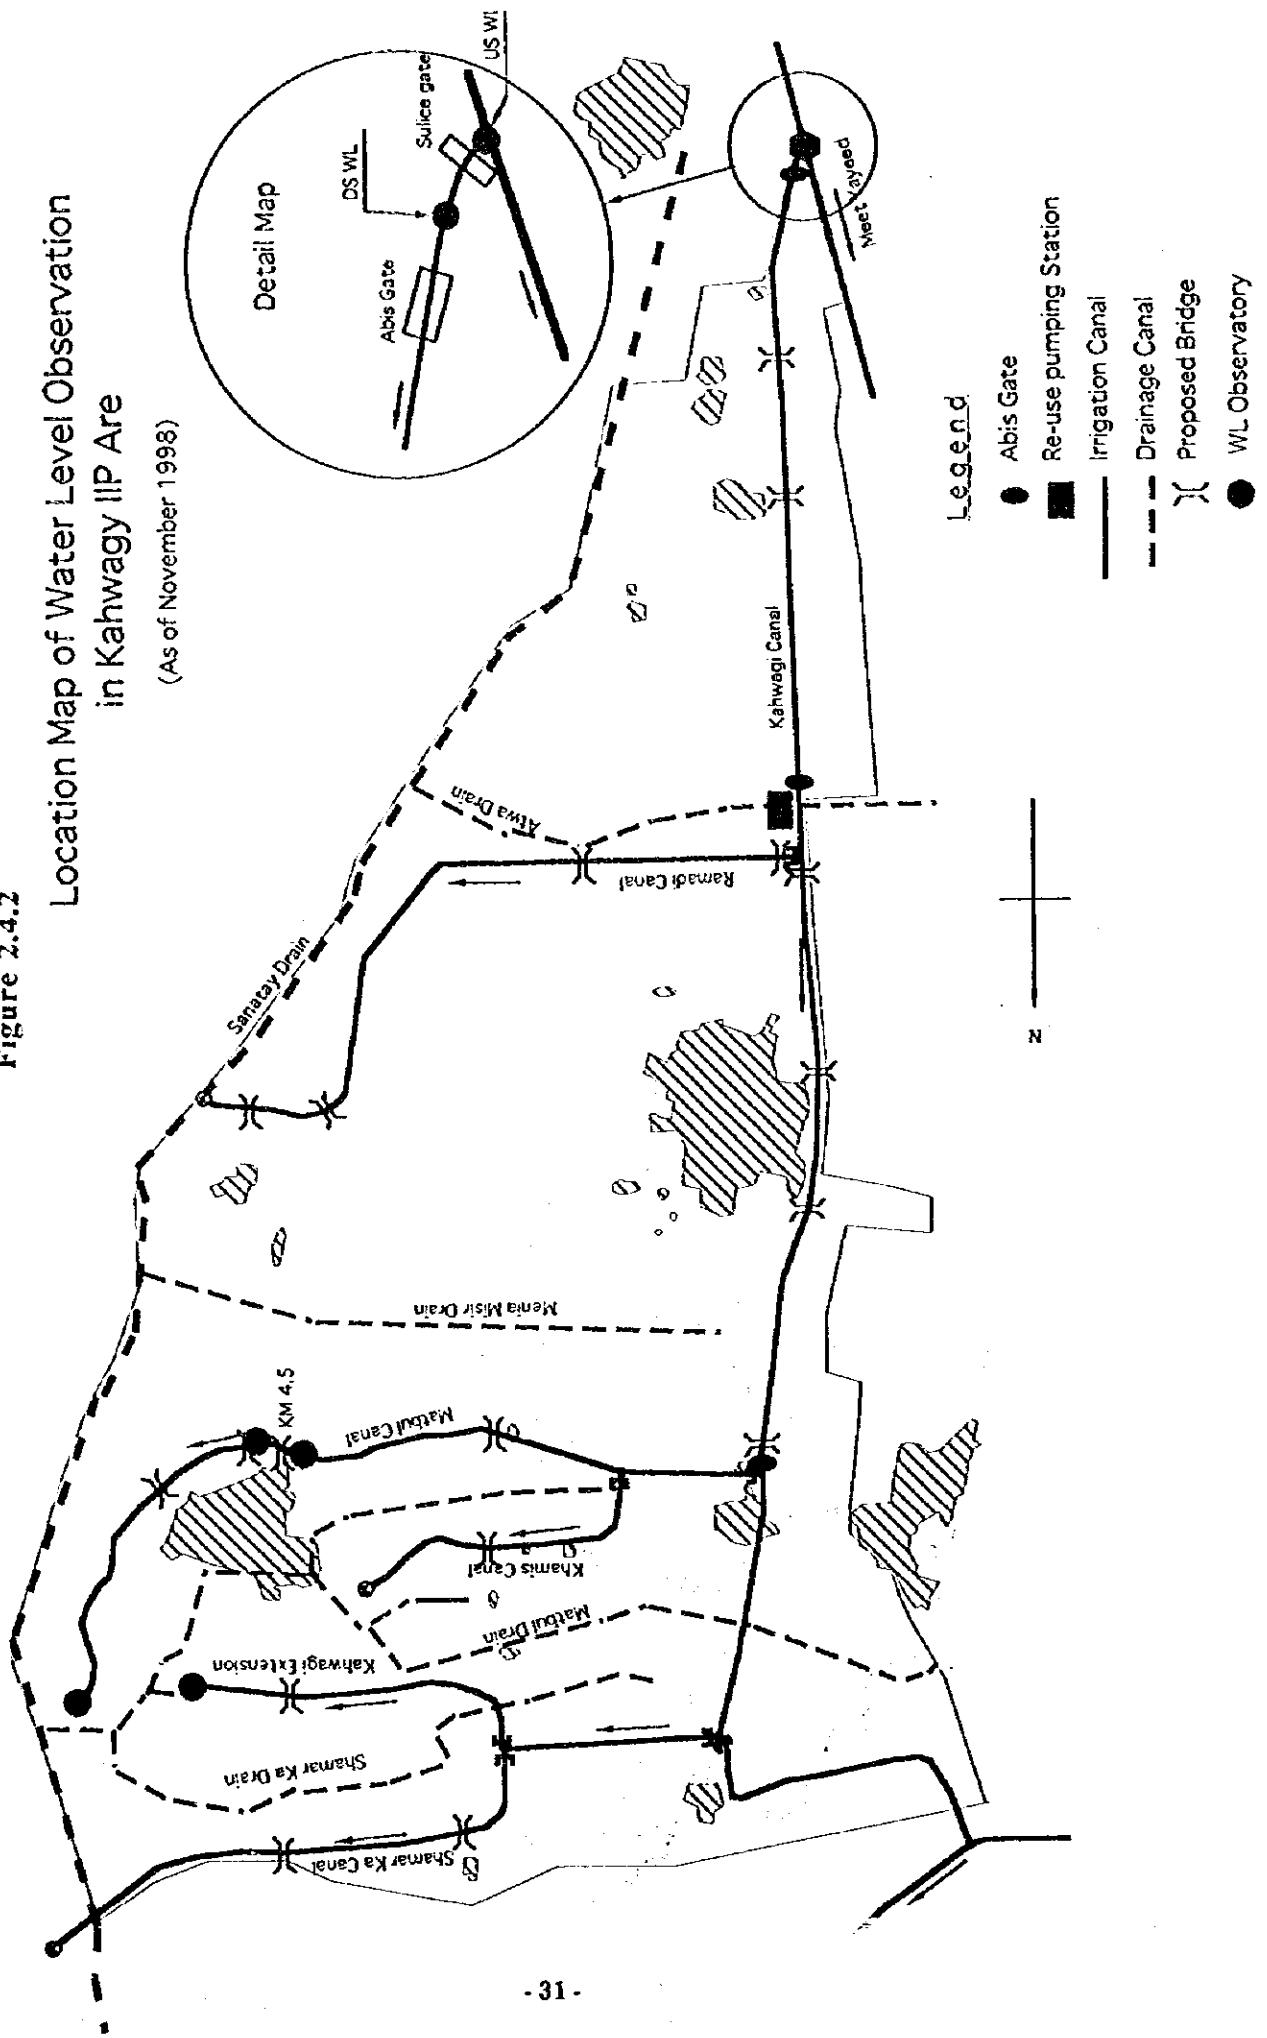 Figure 2.4.2
Location Map of Water Level Observation
in Kahwagy IIP Are
(As of November 1998)
Detail Map
US WL
Sulice gate
DS WL
Abis Gate
Meet Yayeed
Kahwagi Canal
Atwa Drain
Ramadi Canal
Sanatay Drain
Menia Misir Drain
KM 4.5
Matbul Canal
Khamis Canal
Matbul Drain
Kahwagi Extension
Shamar Ka Drain
Shamar Ka Canal
N
Legend
Abis Gate
Re-use pumping Station
Irrigation Canal
Drainage Canal
Proposed Bridge
WL Observatory
- 31 -